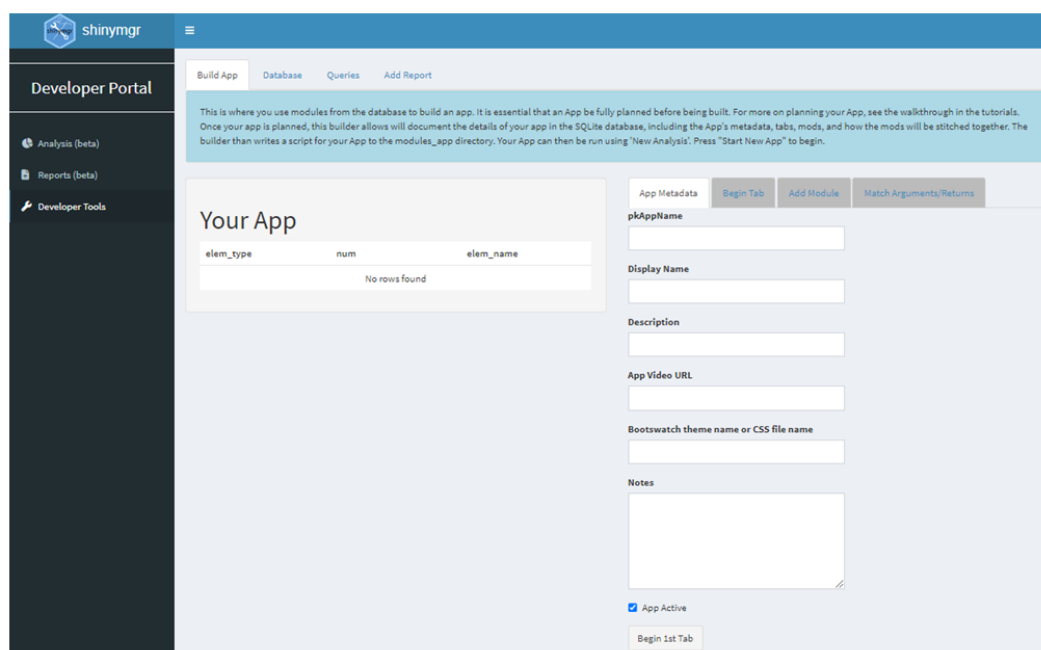 shinymgr
Developer Portal
Analysis (beta)
Reports (beta)
Developer Tools
Build App Database Queries Add Report
This is where you use modules from the database to build an app. It is essential that an App be fully planned before being built. For more on planning your App, see the walkthrough in the tutorials.
Once your app is planned, this builder allows will document the details of your app in the SQLite database, including the App's metadata, tabs, mods, and how the mods will be stitched together. The
builder than writes a script for your App to the modules_app directory. Your App can then be run using 'New Analysis'. Press "Start New App" to begin.
Your App
elem_type num elem_name
No rows found
App Metadata Begin Tab Add Module Match Arguments/Returns
pkAppName
Display Name
Description
App Video URL
Bootswatch theme name or CSS file name
Notes
App Active
Begin 1st Tab